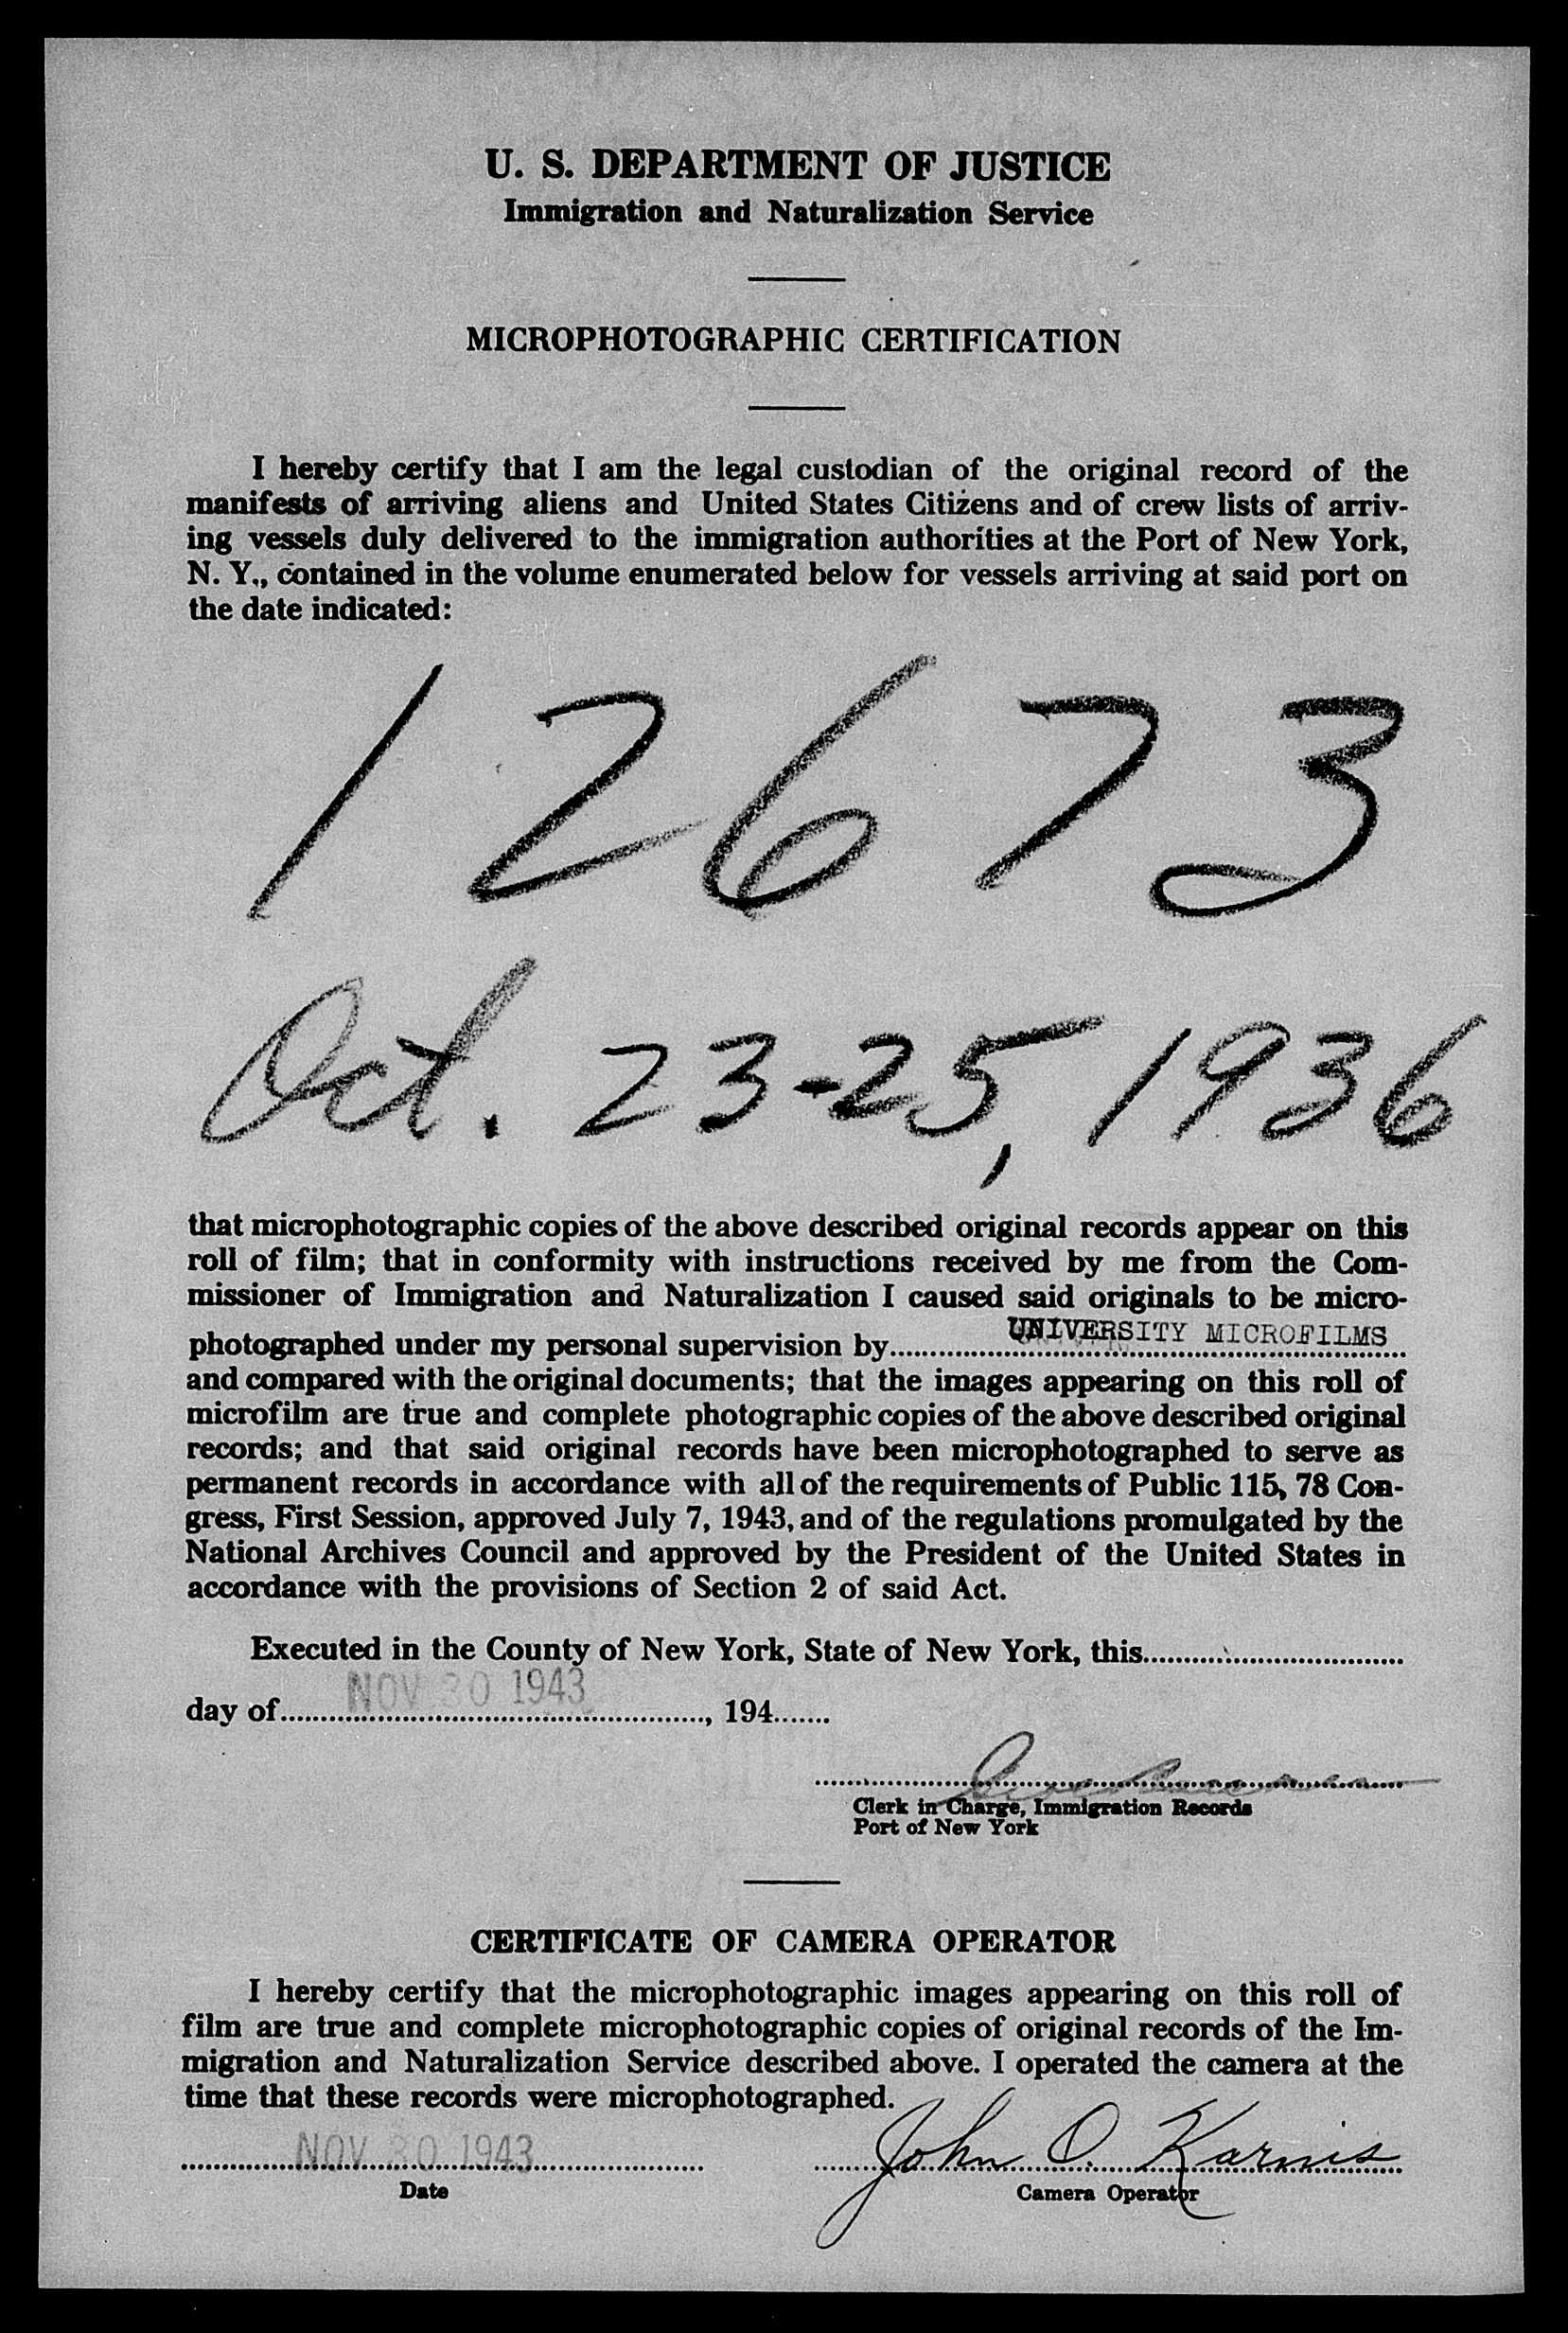 U. S. DEPARTMENT OF JUSTICE
Immigration and Naturalization Service
MICROPHOTOGRAPHIC CERTIFICATION
I hereby certify that I am the legal custodian of the original record of the
manifests of arriving aliens and United States Citizens and of crew lists of arriv-
ing vessels duly delivered to the immigration authorities at the Port of New York,
N. Y., contained in the volume enumerated below for vessels arriving at said port on
the date indicated:
12673
Oct. 23-25, 1936
that microphotographic copies of the above described original records appear on this
roll of film; that in conformity with instructions received by me from the Com-
missioner of Immigration and Naturalization I caused said originals to be micro-
photographed under my personal supervision by UNIVERSITY MICROFILMS
and compared with the original documents; that the images appearing on this roll of
microfilm are true and complete photographic copies of the above described original
records; and that said original records have been microphotographed to serve as
permanent records in accordance with all of the requirements of Public 115, 78 Con-
gress, First Session, approved July 7, 1943, and of the regulations promulgated by the
National Archives Council and approved by the President of the United States in
accordance with the provisions of Section 2 of said Act.
Executed in the County of New York, State of New York, this
day of NOV 30 1943, 194
Clerk in Charge, Immigration Records
Port of New York
CERTIFICATE OF CAMERA OPERATOR
I hereby certify that the microphotographic images appearing on this roll of
film are true and complete microphotographic copies of original records of the Im-
migration and Naturalization Service described above. I operated the camera at the
time that these records were microphotographed.
NOV 30 1943 John O. Karnis
Date Camera Operator